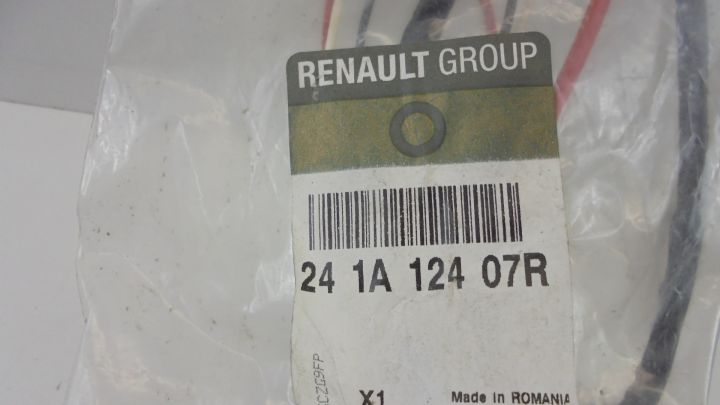 RENAULT GROUP
24 1A 124 07R
X1
Made in ROMANIA